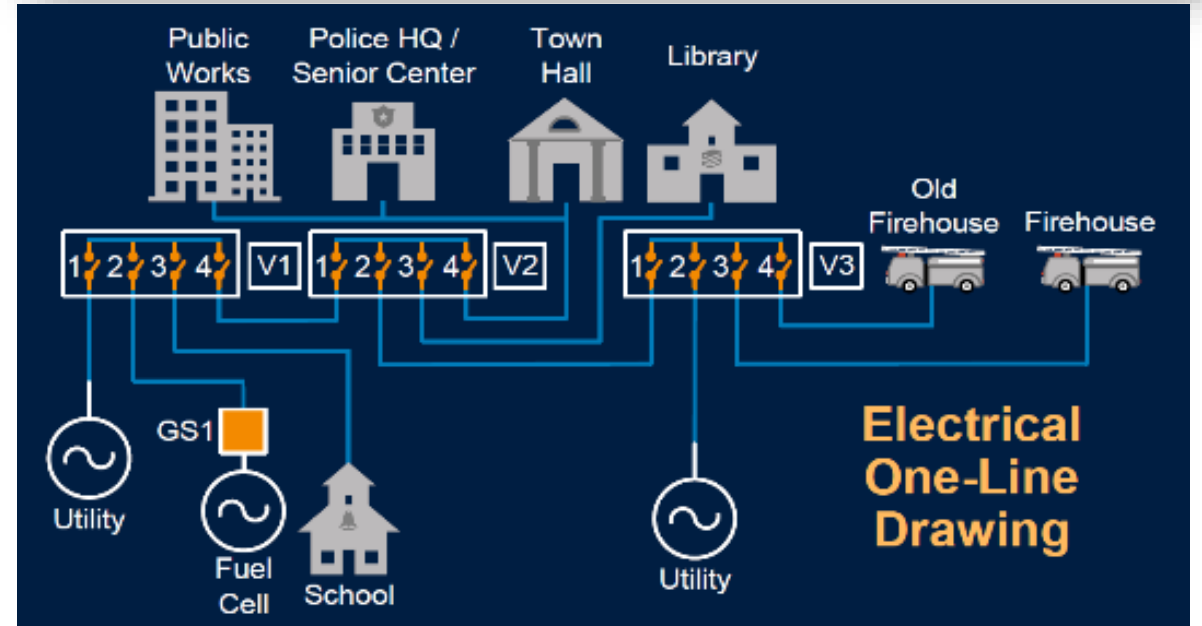 Public
Works
Police HQ /
Senior Center
Town
Hall
Library
Old
Firehouse
Firehouse
1 2 3 4 V1
1 2 3 4 V2
1 2 3 4 V3
GS1
Utility
Fuel
Cell
School
Utility
Electrical
One-Line
Drawing